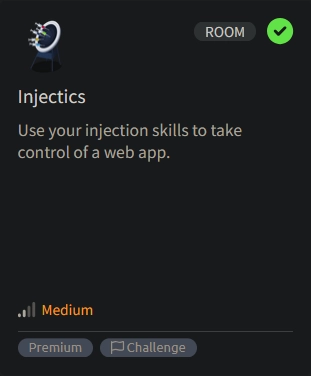 ROOM
Injectics
Use your injection skills to take
control of a web app.
Medium
Premium
Challenge